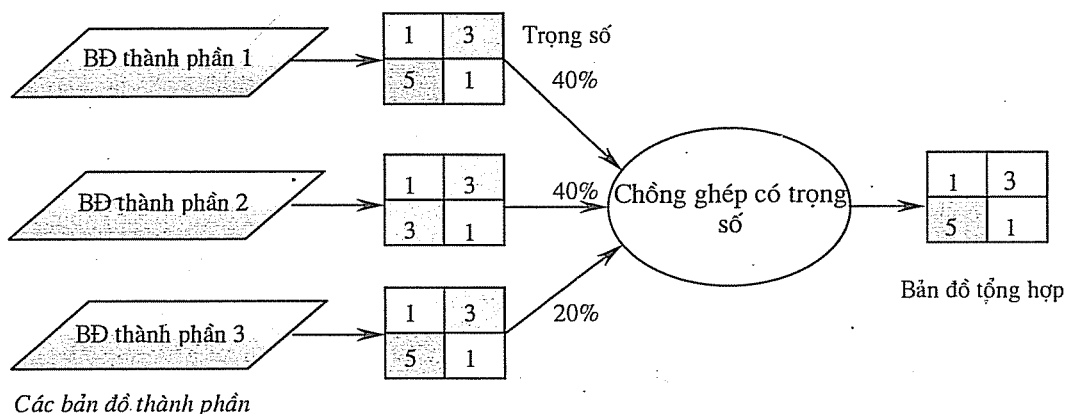 BĐ thành phần 1
1 3
5 1
Trọng số
40%
BĐ thành phần 2
1 3
3 1
40%
Chồng ghép có trọng
số
1 3
5 1
Bản đồ tổng hợp
BĐ thành phần 3
1 3
5 1
20%
Các bản đồ thành phần